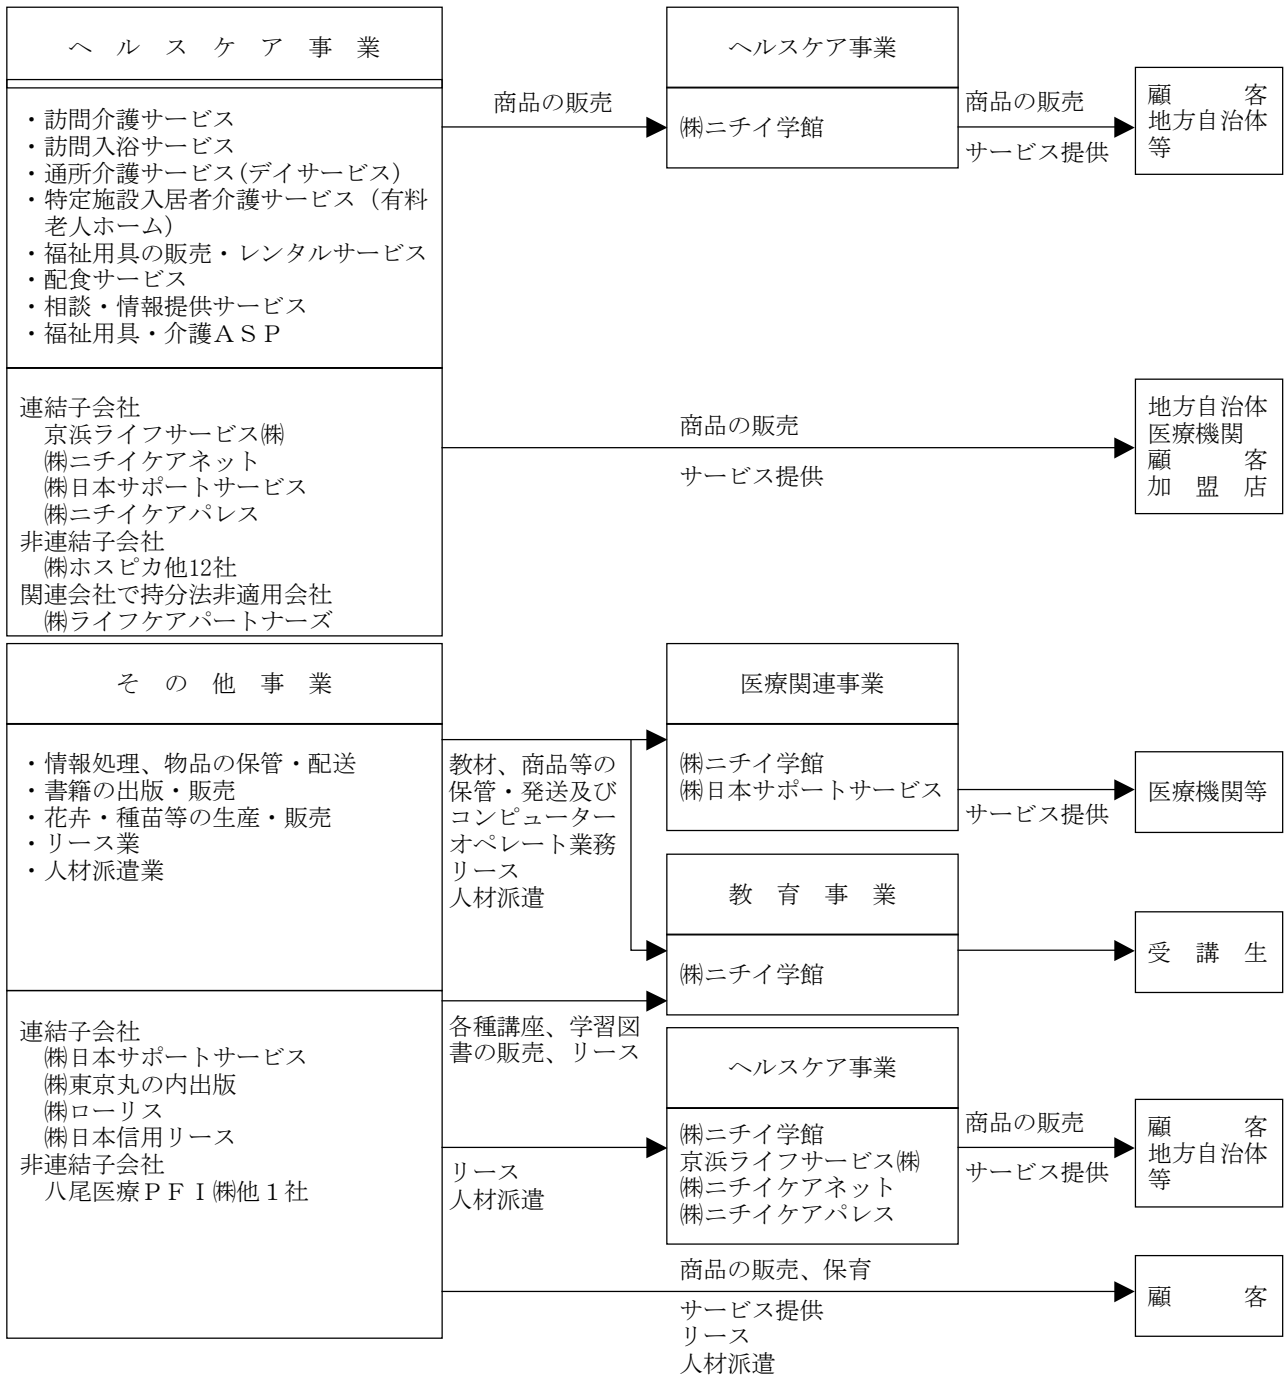 ヘ ル ス ケ ア 事 業
・訪問介護サービス
・訪問入浴サービス
・通所介護サービス(デイサービス)
・特定施設入居者介護サービス（有料
老人ホーム）
・福祉用具の販売・レンタルサービス
・配食サービス
・相談・情報提供サービス
・福祉用具・介護ＡＳＰ
商品の販売
ヘルスケア事業
㈱ニチイ学館
商品の販売
サービス提供
顧 客
地方自治体
等
連結子会社
京浜ライフサービス㈱
㈱ニチイケアネット
㈱日本サポートサービス
㈱ニチイケアパレス
非連結子会社
㈱ホスピカ他12社
関連会社で持分法非適用会社
㈱ライフケアパートナーズ
商品の販売
サービス提供
地方自治体
医療機関
顧 客
加 盟 店
そ の 他 事 業
・情報処理、物品の保管・配送
・書籍の出版・販売
・花卉・種苗等の生産・販売
・リース業
・人材派遣業
教材、商品等の
保管・発送及び
コンピューター
オペレート業務
リース
人材派遣
医療関連事業
㈱ニチイ学館
㈱日本サポートサービス
サービス提供
医療機関等
教 育 事 業
㈱ニチイ学館
受 講 生
連結子会社
㈱日本サポートサービス
㈱東京丸の内出版
㈱ローリス
㈱日本信用リース
非連結子会社
八尾医療ＰＦＩ㈱他１社
各種講座、学習図
書の販売、リース
リース
人材派遣
ヘルスケア事業
㈱ニチイ学館
京浜ライフサービス㈱
㈱ニチイケアネット
㈱ニチイケアパレス
商品の販売
サービス提供
顧 客
地方自治体
等
商品の販売、保育
サービス提供
リース
人材派遣
顧 客